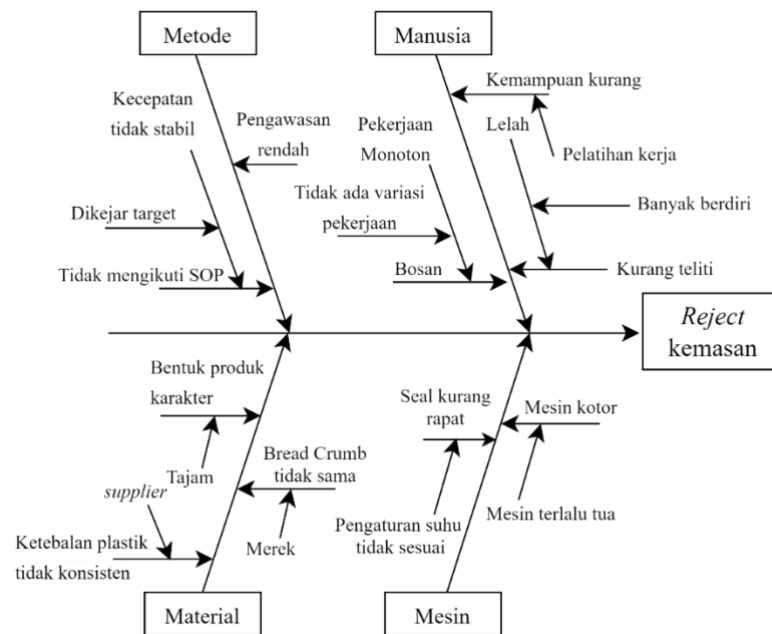 Metode
Manusia
Kecepatan
tidak stabil
Pengawasan
rendah
Dikejar target
Tidak mengikuti SOP
Kemampuan kurang
Pelatihan kerja
Lelah
Pekerjaan
Monoton
Tidak ada variasi
pekerjaan
Banyak berdiri
Bosan
Kurang teliti
Reject
kemasan
Bentuk produk
karakter
Tajam
Bread Crumb
tidak sama
Merek
supplier
Ketebalan plastik
tidak konsisten
Seal kurang
rapat
Pengaturan suhu
tidak sesuai
Mesin kotor
Mesin terlalu tua
Material
Mesin